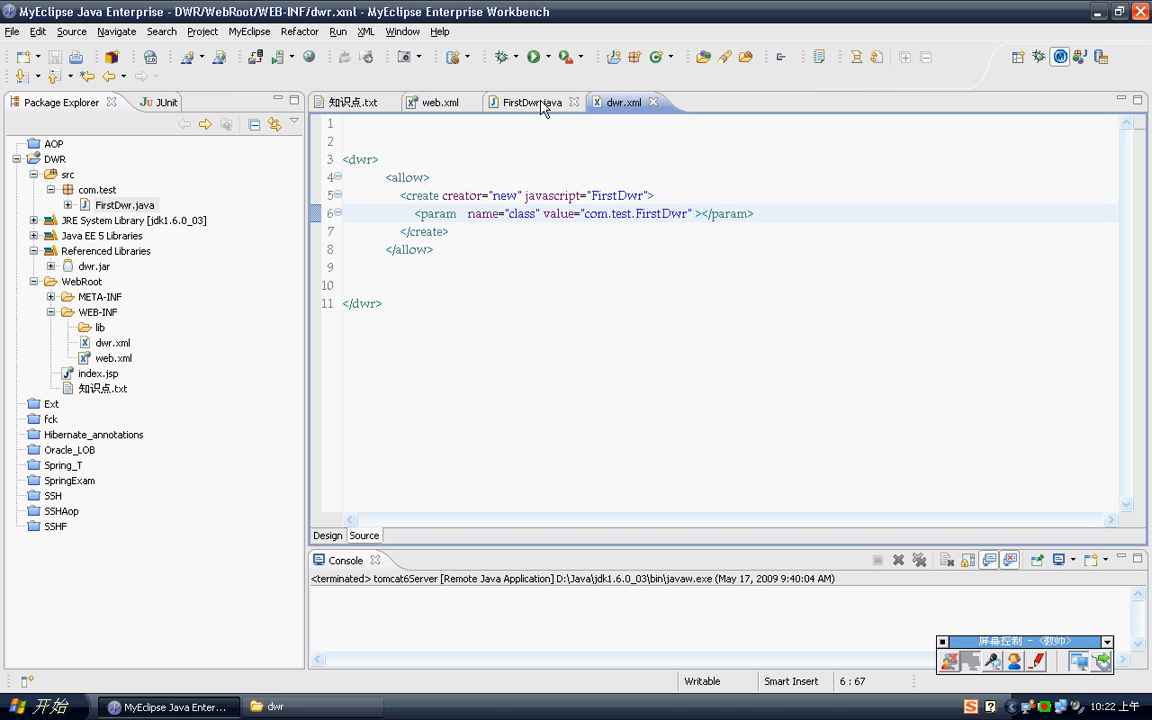 MyEclipse Java Enterprise - DWR/WebRoot/WEB-INF/dwr.xml - MyEclipse Enterprise Workbench
File Edit Source Navigate Search Project MyEclipse Refactor Run XML Window Help
Package Explorer
JUnit
知识点.txt
web.xml
FirstDwr.java
dwr.xml
AOP
DWR
src
com.test
FirstDwr.java
JRE System Library [jdk1.6.0_03]
Java EE 5 Libraries
Referenced Libraries
dwr.jar
WebRoot
META-INF
WEB-INF
lib
dwr.xml
web.xml
index.jsp
知识点.txt
Ext
fck
Hibernate_annotations
Oracle_LOB
Spring_T
SpringExam
SSH
SSHAop
SSHF
1
2
3 <dwr>
4 <allow>
5 <create creator="new" javascript="FirstDwr">
6 <param name="class" value="com.test.FirstDwr" ></param>
7 </create>
8 </allow>
9
10
11 </dwr>
Design Source
Console
<terminated> tomcat6Server [Remote Java Application] D:\Java\jdk1.6.0_03\bin\javaw.exe (May 17, 2009 9:40:04 AM)
屏幕控制 - <教帅>
Writable Smart Insert 6 : 67
开始 MyEclipse Java Enter... dwr 10:22 上午